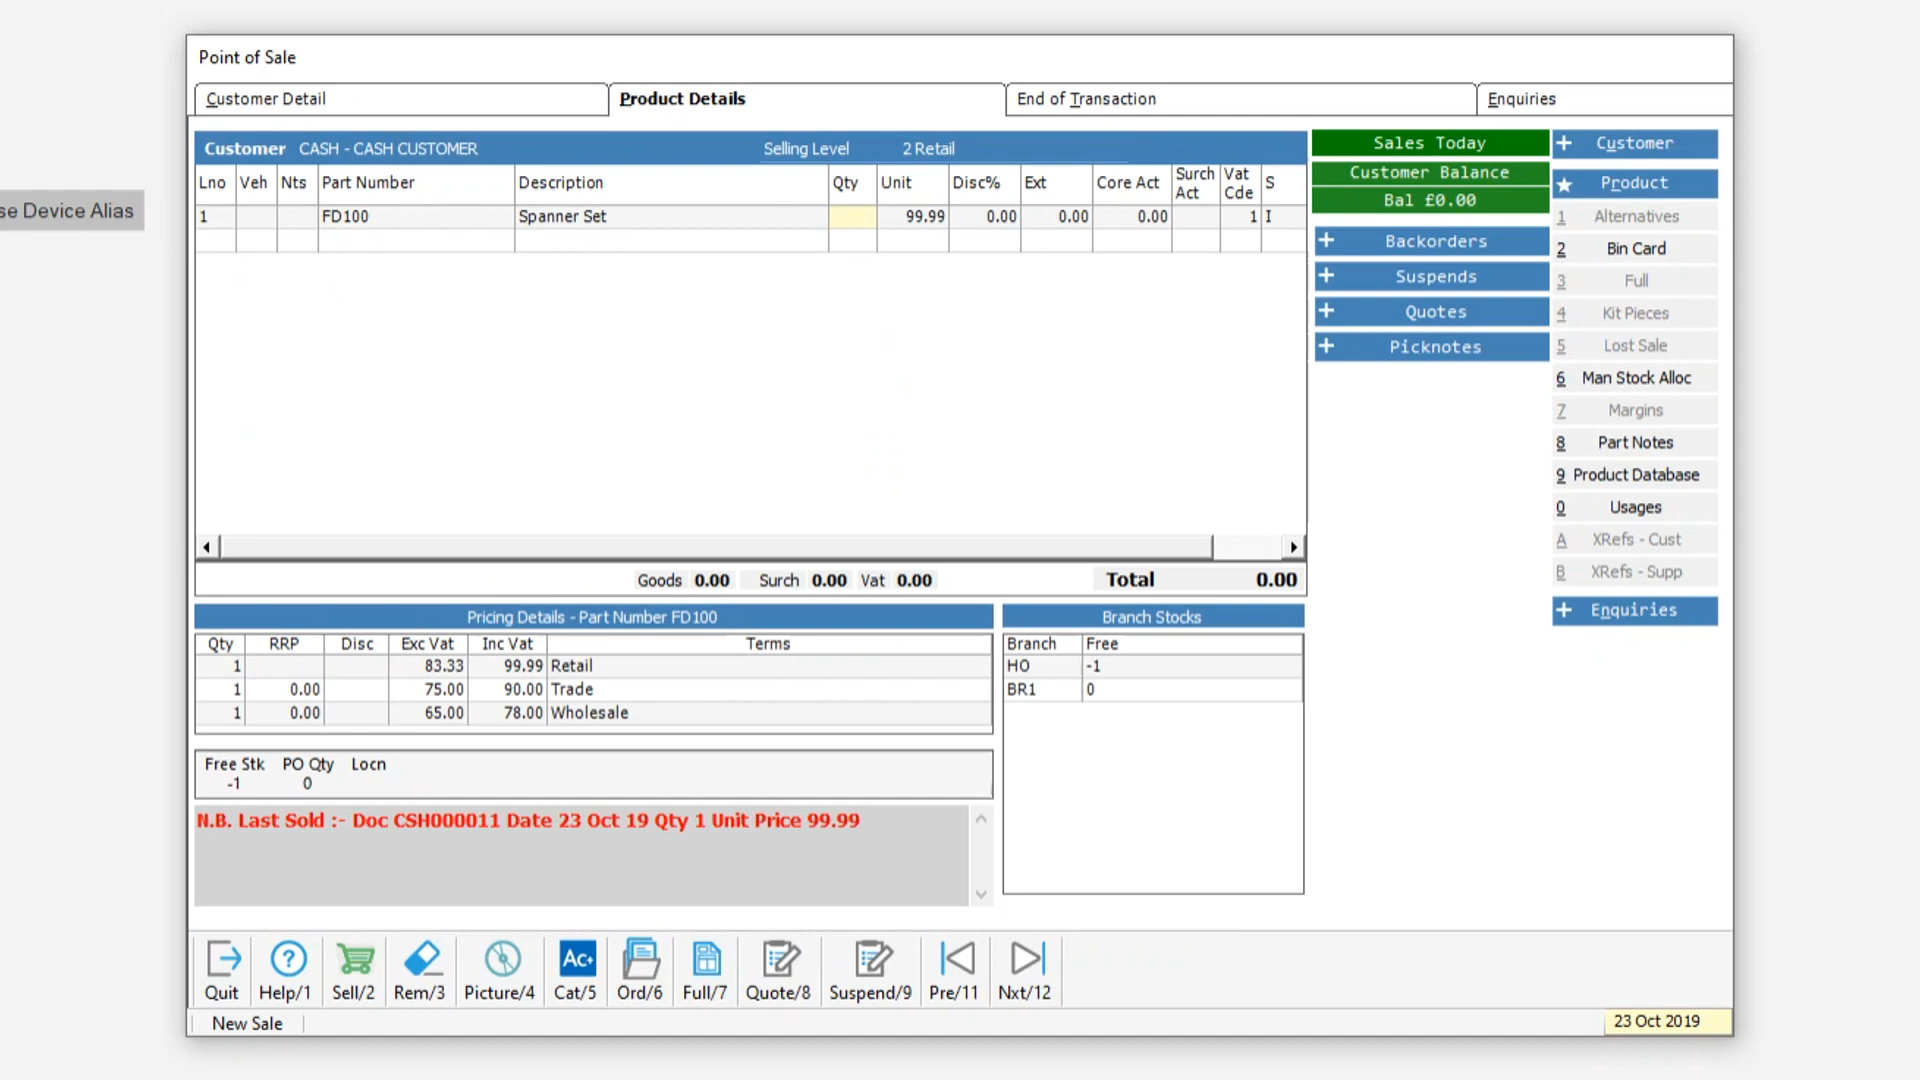 Point of Sale
Customer Detail
Product Details
End of Transaction
Enquiries
se Device Alias
Customer CASH - CASH CUSTOMER Selling Level 2 Retail
Lno Veh Nts Part Number Description Qty Unit Disc% Ext Core Act Surch Act Vat Cde S
1 FD100 Spanner Set 99.99 0.00 0.00 0.00 1 I
Goods 0.00 Surch 0.00 Vat 0.00 Total 0.00
Sales Today
Customer Balance
Bal £0.00
+ Backorders
+ Suspends
+ Quotes
+ Picknotes
+ Customer
Product
1 Alternatives
2 Bin Card
3 Full
4 Kit Pieces
5 Lost Sale
6 Man Stock Alloc
7 Margins
8 Part Notes
9 Product Database
0 Usages
A XRefs - Cust
B XRefs - Supp
+ Enquiries
Pricing Details - Part Number FD100
Qty RRP Disc Exc Vat Inc Vat Terms
1 83.33 99.99 Retail
1 0.00 75.00 90.00 Trade
1 0.00 65.00 78.00 Wholesale
Branch Stocks
Branch Free
HO -1
BR1 0
Free Stk PO Qty Locn
-1 0
N.B. Last Sold :- Doc CSH000011 Date 23 Oct 19 Qty 1 Unit Price 99.99
Ac+
Quit Help/1 Sell/2 Rem/3 Picture/4 Cat/5 Ord/6 Full/7 Quote/8 Suspend/9 Pre/11 Nxt/12
New Sale
23 Oct 2019